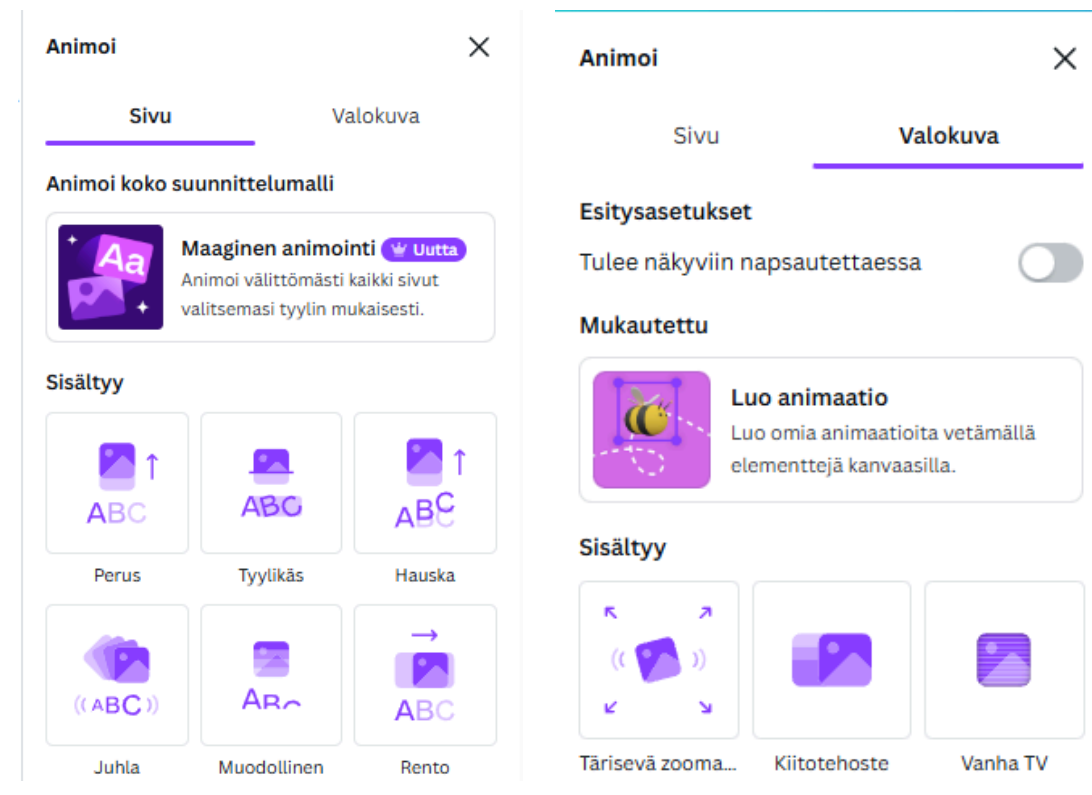 Animoi
Sivu Valokuva
Animoi koko suunnittelumalli
Aa
Maaginen animointi Uutta
Animoi välittömästi kaikki sivut
valitsemasi tyylin mukaisesti.
Sisältyy
ABC ABC ABC
Perus Tyylikäs Hauska
((ABC)) ABC ABC
Juhla Muodollinen Rento
Animoi
Sivu Valokuva
Esitysasetukset
Tulee näkyviin napsautettaessa
Mukautettu
Luo animaatio
Luo omia animaatioita vetämällä
elementtejä kanvaasilla.
Sisältyy
Tärisevä zooma... Kiitotehoste Vanha TV